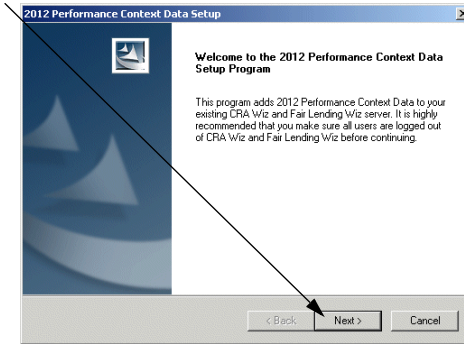 2012 Performance Context Data Setup
Welcome to the 2012 Performance Context Data
Setup Program
This program adds 2012 Performance Context Data to your
existing CRA Wiz and Fair Lending Wiz server. It is highly
recommended that you make sure all users are logged out
of CRA Wiz and Fair Lending Wiz before continuing.
< Back Next > Cancel